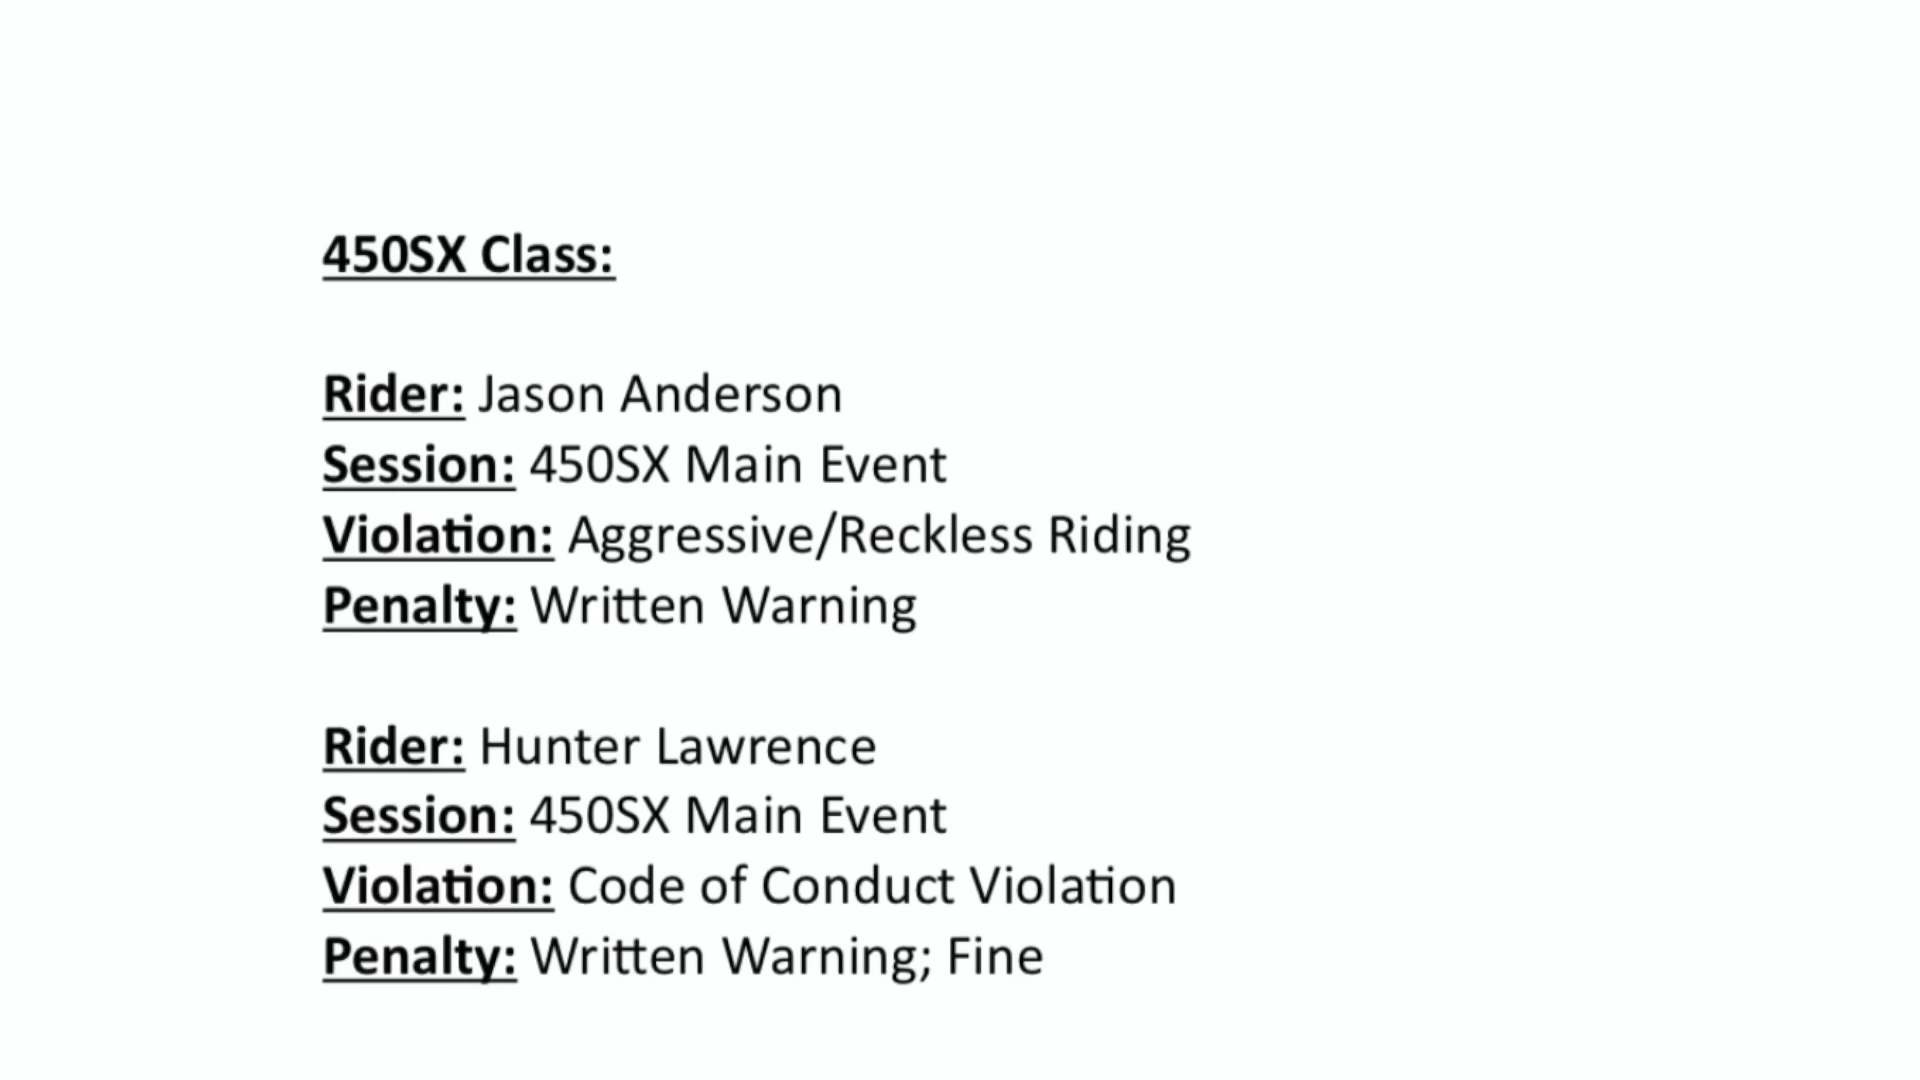 450SX Class:
Rider: Jason Anderson
Session: 450SX Main Event
Violation: Aggressive/Reckless Riding
Penalty: Written Warning
Rider: Hunter Lawrence
Session: 450SX Main Event
Violation: Code of Conduct Violation
Penalty: Written Warning; Fine